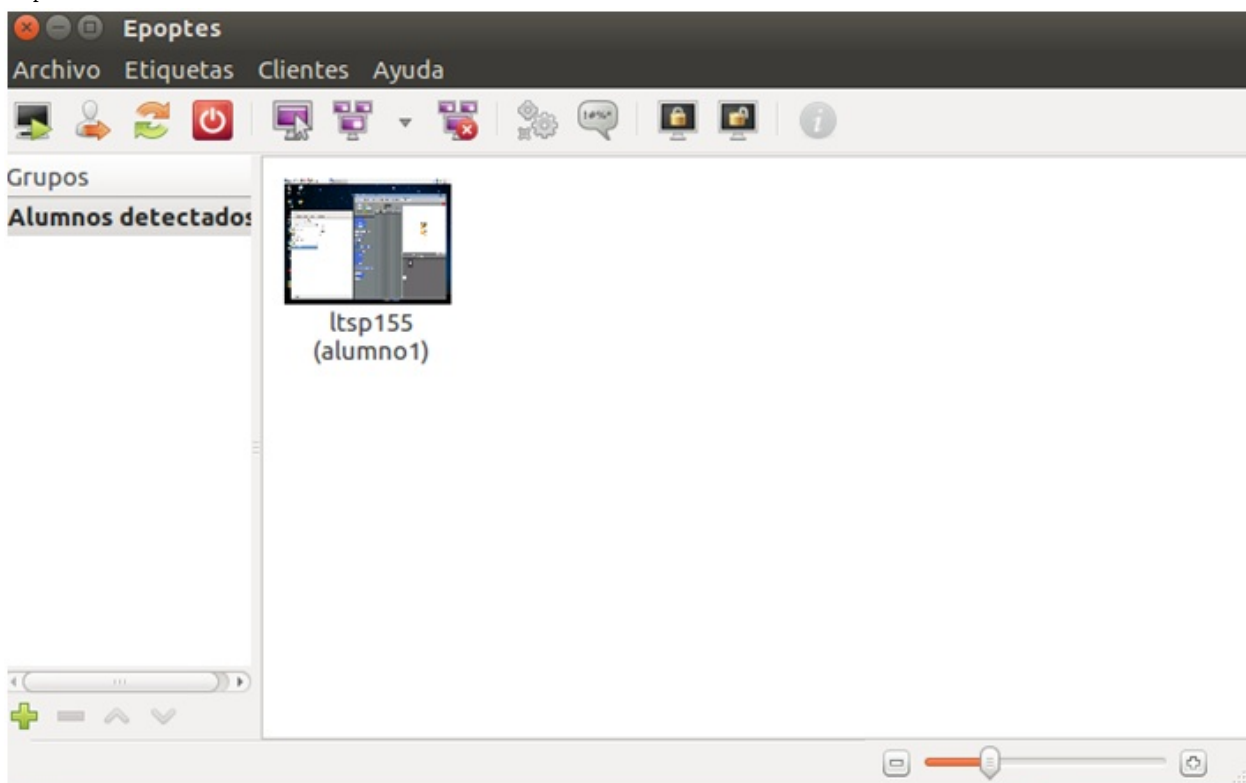 Epoptes
Archivo Etiquetas Clientes Ayuda
Grupos
Alumnos detectados
ltsp155
(alumno1)